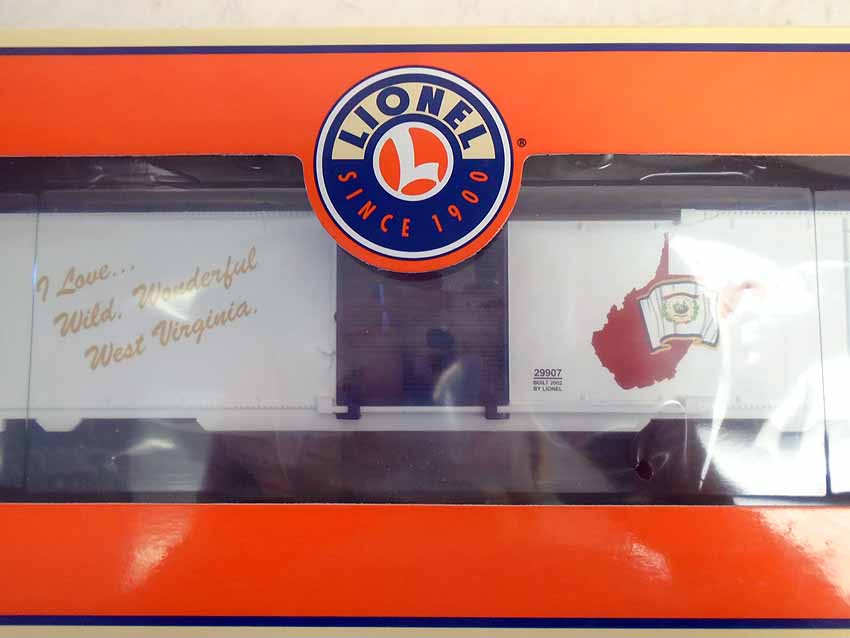 LIONEL
®
L
SINCE 1900
I Love...
Wild, Wonderful
West Virginia.
29907
BUILT 2002
BY LIONEL